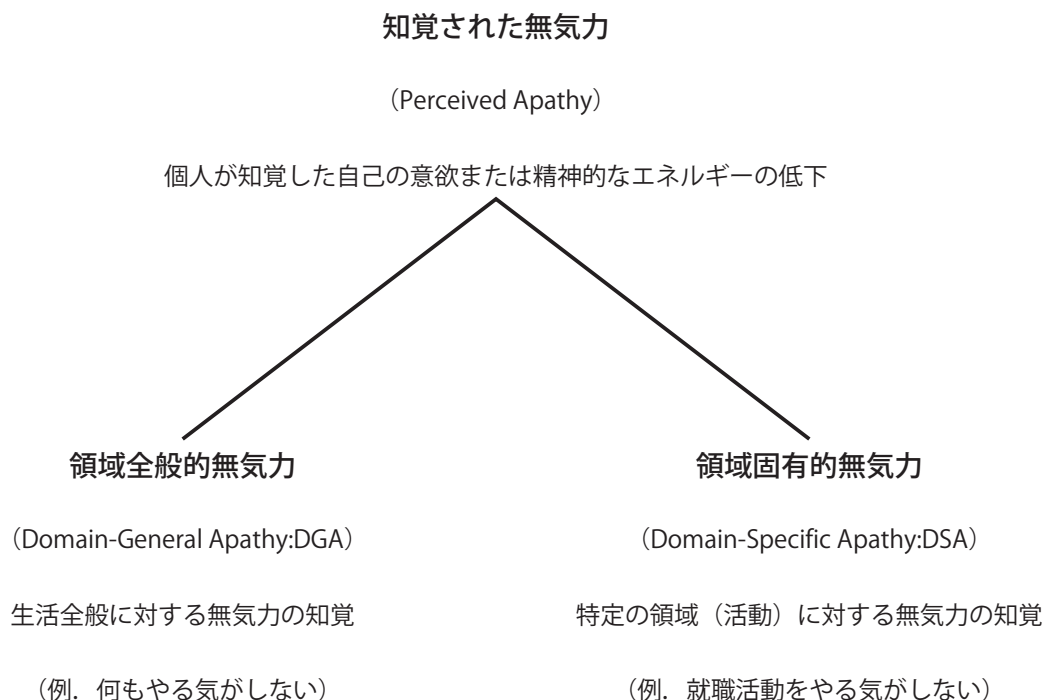 知覚された無気力
（Perceived Apathy）
個人が知覚した自己の意欲または精神的なエネルギーの低下
領域全般的無気力
（Domain-General Apathy:DGA）
生活全般に対する無気力の知覚
（例．何もやる気がしない）
領域固有的無気力
（Domain-Specific Apathy:DSA）
特定の領域（活動）に対する無気力の知覚
（例．就職活動をやる気がしない）